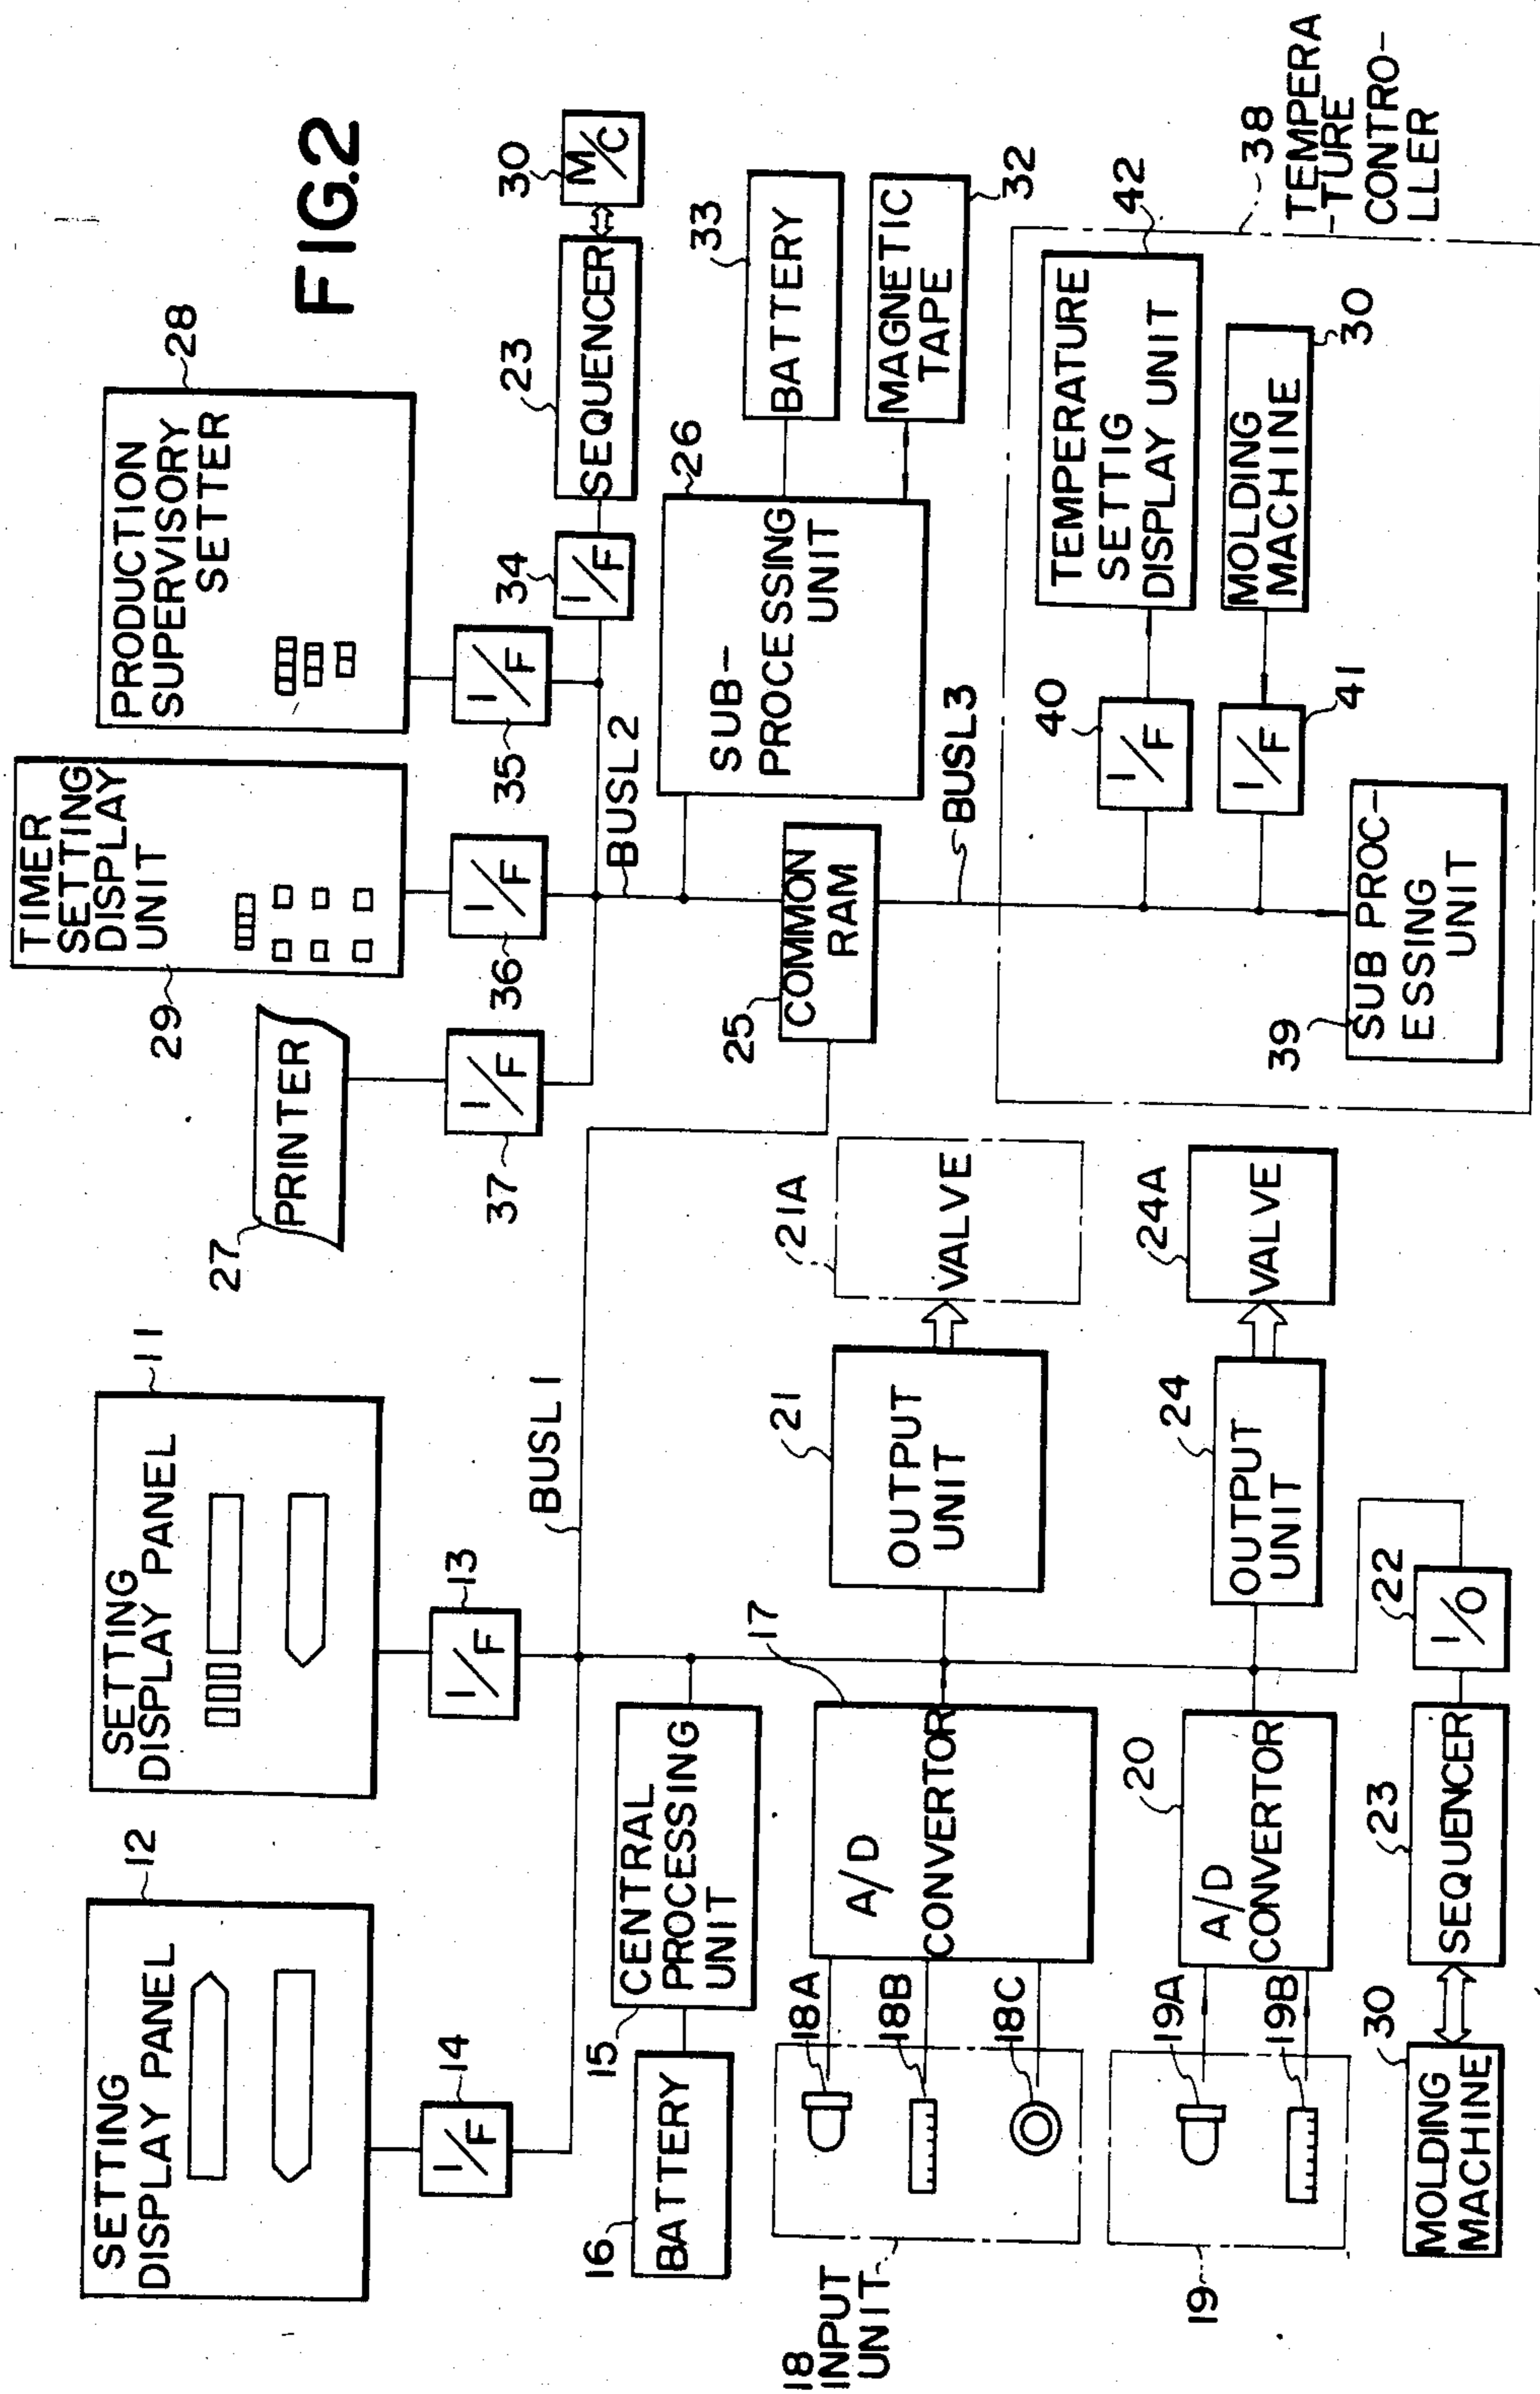 FIG.2
SETTING
DISPLAY PANEL
12
SETTING
DISPLAY PANEL
11
27
PRINTER
29
TIMER
SETTING
DISPLAY
UNIT
PRODUCTION
SUPERVISORY
SETTER
28
14
I/F
I/F
13
37
I/F
36
I/F
35
I/F
34
I/F
23
SEQUENCER
30
M/C
BUSL1
BUSL2
16
BATTERY
15
CENTRAL
PROCESSING
UNIT
SUB-
PROCESSING
UNIT
26
33
BATTERY
MAGNETIC
TAPE
32
25
COMMON
RAM
BUSL3
18
INPUT
UNIT
18A
18B
18C
A/D
CONVERTOR
17
OUTPUT
UNIT
21
21A
VALVE
19
19A
19B
A/D
CONVERTOR
20
OUTPUT
UNIT
24
24A
VALVE
30
MOLDING
MACHINE
SEQUENCER
23
I/O
22
40
I/F
TEMPERATURE
SETTIG
DISPLAY UNIT
42
I/F
41
MOLDING
MACHINE
30
39
SUB PROC-
ESSING
UNIT
38
TEMPERA
-TURE
CONTRO-
LLER